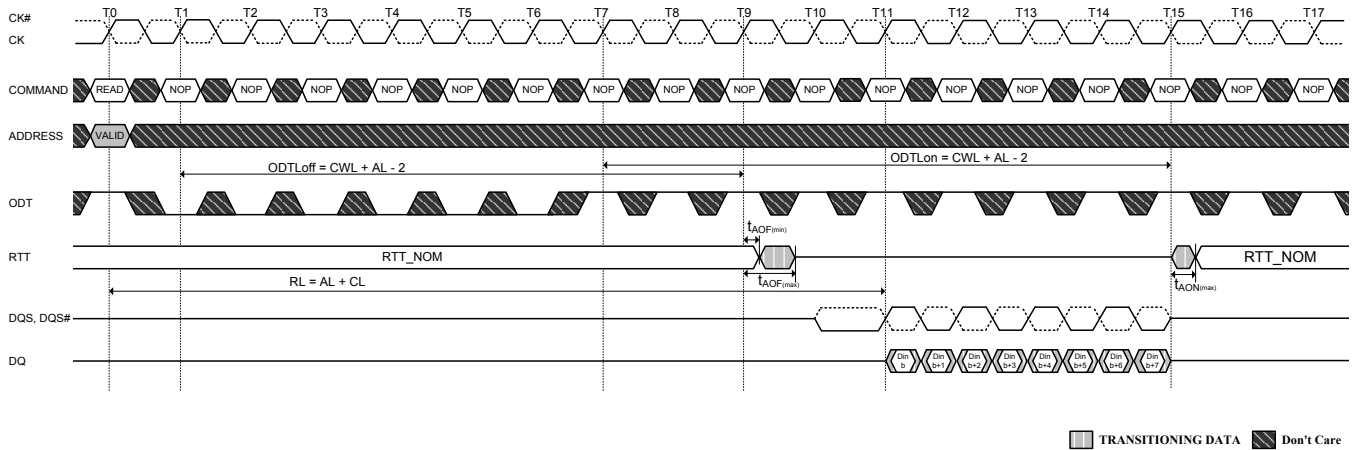 T0 T1 T2 T3 T4 T5 T6 T7 T8 T9 T10 T11 T12 T13 T14 T15 T16 T17
CK#
CK
COMMAND READ NOP NOP NOP NOP NOP NOP NOP NOP NOP NOP NOP NOP NOP NOP NOP NOP NOP
ADDRESS VALID
ODTLoff = CWL + AL - 2 ODTLon = CWL + AL - 2
ODT
tAOF(min)
RTT RTT_NOM RTT_NOM
tAOF(max) tAON(max)
RL = AL + CL
DQS, DQS#
DQ Din b Din b+1 Din b+2 Din b+3 Din b+4 Din b+5 Din b+6 Din b+7
TRANSITIONING DATA Don't Care